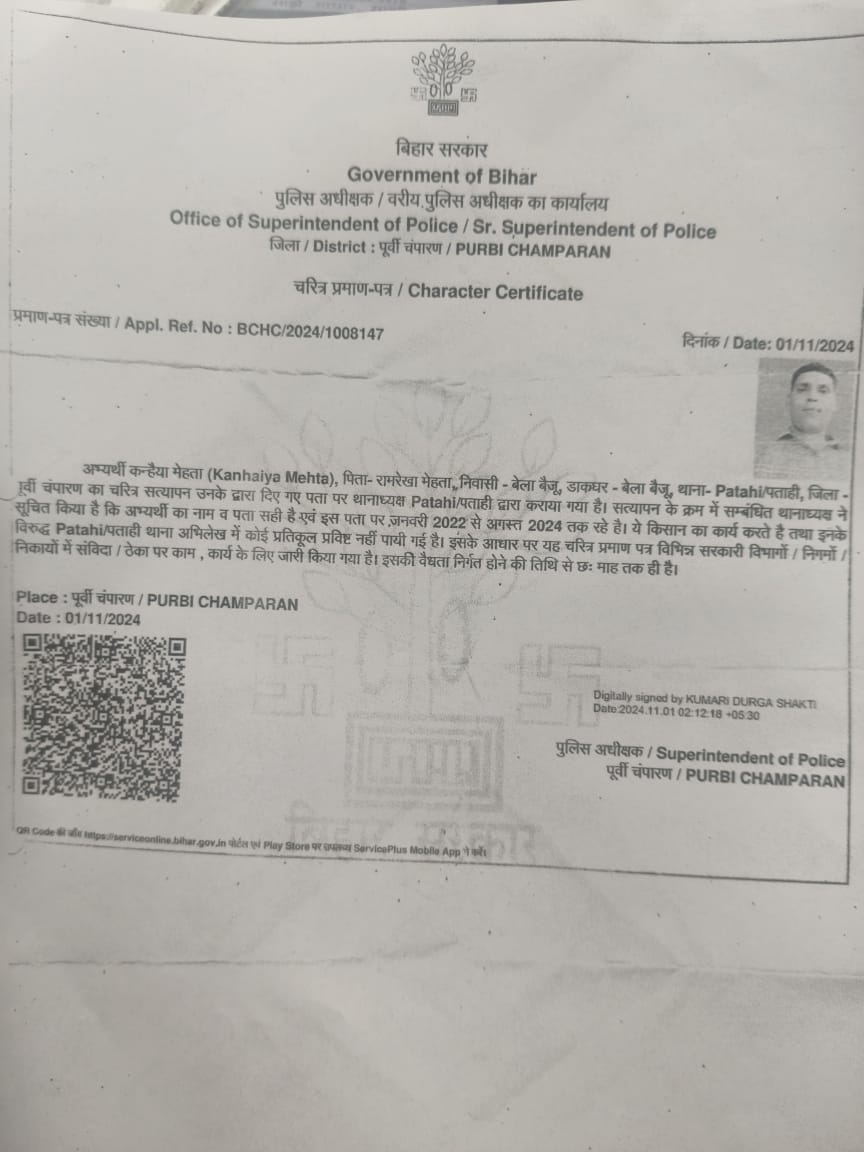 बिहार सरकार
Government of Bihar
पुलिस अधीक्षक / वरीय पुलिस अधीक्षक का कार्यालय
Office of Superintendent of Police / Sr. Superintendent of Police
जिला / District : पूर्वी चंपारण / PURBI CHAMPARAN
चरित्र प्रमाण-पत्र / Character Certificate
प्रमाण-पत्र संख्या / Appl. Ref. No : BCHC/2024/1008147
दिनांक / Date: 01/11/2024
अभ्यर्थी कन्हैया मेहता (Kanhaiya Mehta), पिता- रामरेखा मेहता, निवासी - बेला बैजू, डाकघर - बेला बैजू, थाना- Patahi/पताही, जिला -
पूर्वी चंपारण का चरित्र सत्यापन उनके द्वारा दिए गए पता पर थानाध्यक्ष Patahi/पताही द्वारा कराया गया है। सत्यापन के क्रम में सम्बंधित थानाध्यक्ष ने
सूचित किया है कि अभ्यर्थी का नाम व पता सही है एवं इस पता पर जनवरी 2022 से अगस्त 2024 तक रहे है। ये किसान का कार्य करते है तथा इनके
विरुद्ध Patahi/पताही थाना अभिलेख में कोई प्रतिकूल प्रविष्ट नहीं पायी गई है। इसके आधार पर यह चरित्र प्रमाण पत्र विभिन्न सरकारी विभागों / निगमों /
निकायों में संविदा / ठेका पर काम , कार्य के लिए जारी किया गया है। इसकी वैधता निर्गत होने की तिथि से छः माह तक ही है।
Place : पूर्वी चंपारण / PURBI CHAMPARAN
Date : 01/11/2024
Digitally signed by KUMARI DURGA SHAKTI
Date:2024.11.01 02:12:18 +05:30
पुलिस अधीक्षक / Superintendent of Police
पूर्वी चंपारण / PURBI CHAMPARAN
बिहार सरकार
QR Code की जाँच https://serviceonline.bihar.gov.in पोर्टल एवं Play Store पर उपलब्ध ServicePlus Mobile App से करें।